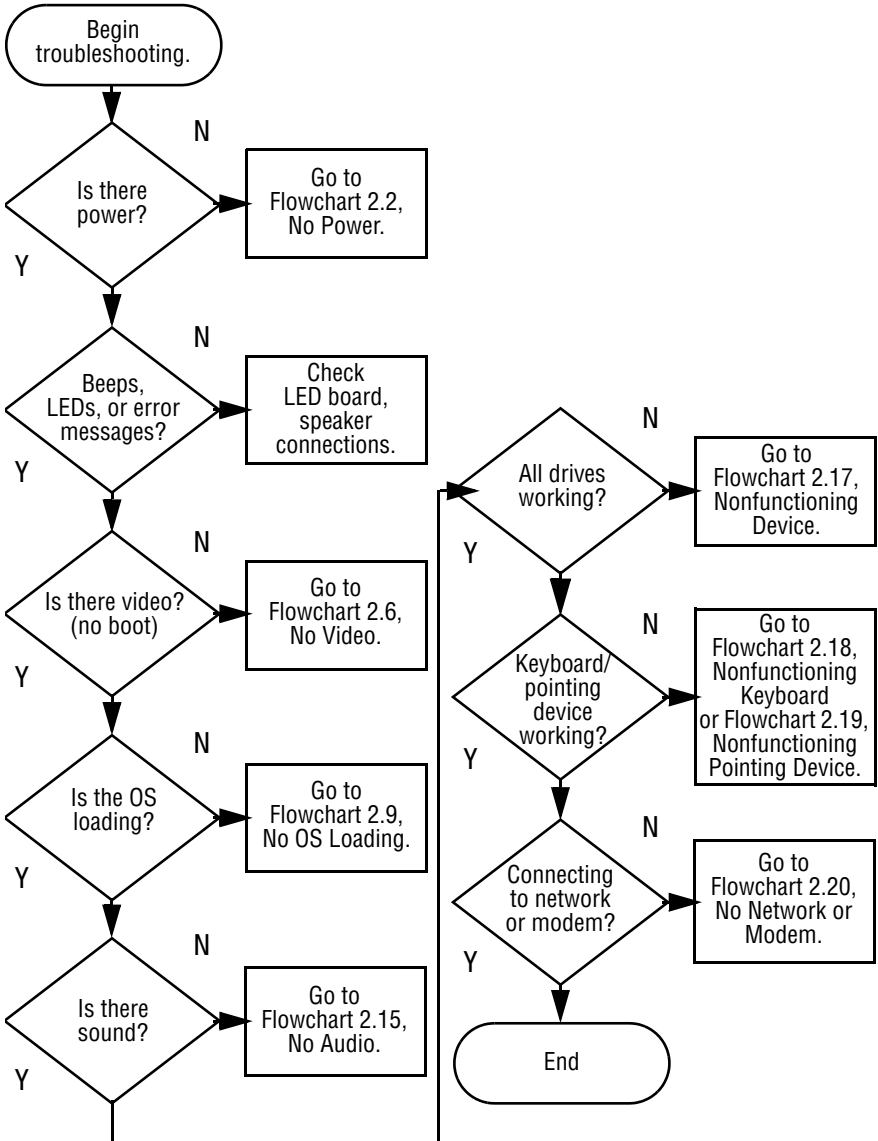 Begin
troubleshooting.
N
Is there
power?
Go to
Flowchart 2.2,
No Power.
Y
N
Beeps,
LEDs, or error
messages?
Check
LED board,
speaker
connections.
Y
N
Is there video?
(no boot)
Go to
Flowchart 2.6,
No Video.
Y
N
Is the OS
loading?
Go to
Flowchart 2.9,
No OS Loading.
Y
N
Is there
sound?
Go to
Flowchart 2.15,
No Audio.
Y
N
All drives
working?
Go to
Flowchart 2.17,
Nonfunctioning
Device.
Y
N
Keyboard/
pointing
device
working?
Go to
Flowchart 2.18,
Nonfunctioning
Keyboard
or Flowchart 2.19,
Nonfunctioning
Pointing Device.
Y
N
Connecting
to network
or modem?
Go to
Flowchart 2.20,
No Network or
Modem.
Y
End